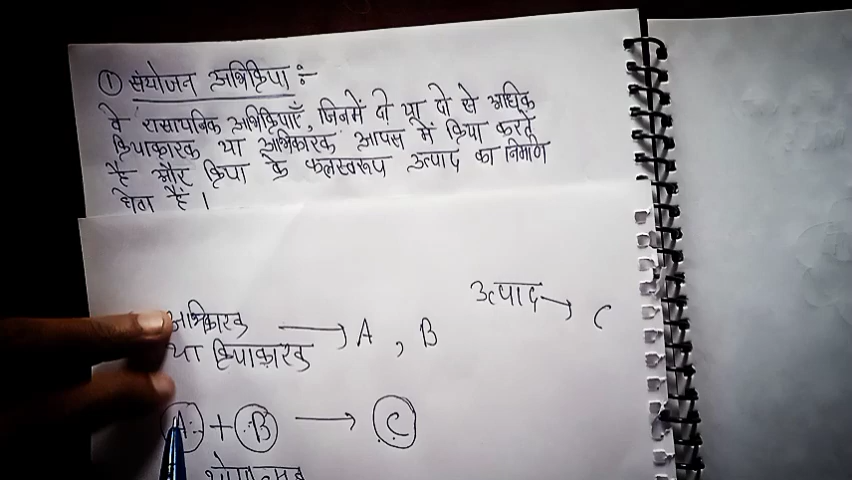 ① संयोजन अभिक्रिया :-
वे रासायनिक अभिक्रियाएँ, जिनमें दो या दो से अधिक
क्रियाकारक या अभिकारक आपस में क्रिया करते
है और क्रिया के फलस्वरूप उत्पाद का निर्माण
होता है ।
उत्पाद → C
अभिकारक
या क्रियाकारक → A , B
A + B → C